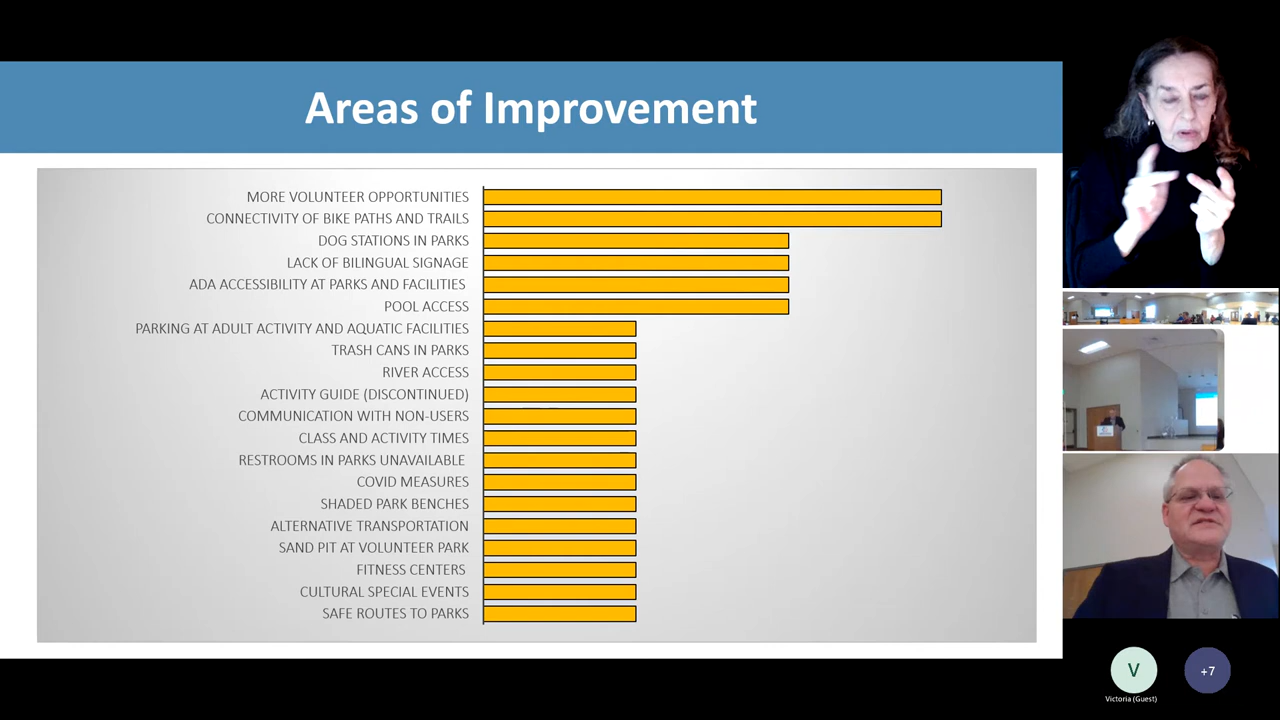 Areas of Improvement
MORE VOLUNTEER OPPORTUNITIES
CONNECTIVITY OF BIKE PATHS AND TRAILS
DOG STATIONS IN PARKS
LACK OF BILINGUAL SIGNAGE
ADA ACCESSIBILITY AT PARKS AND FACILITIES
POOL ACCESS
PARKING AT ADULT ACTIVITY AND AQUATIC FACILITIES
TRASH CANS IN PARKS
RIVER ACCESS
ACTIVITY GUIDE (DISCONTINUED)
COMMUNICATION WITH NON-USERS
CLASS AND ACTIVITY TIMES
RESTROOMS IN PARKS UNAVAILABLE
COVID MEASURES
SHADED PARK BENCHES
ALTERNATIVE TRANSPORTATION
SAND PIT AT VOLUNTEER PARK
FITNESS CENTERS
CULTURAL SPECIAL EVENTS
SAFE ROUTES TO PARKS
V
+7
Victoria (Guest)